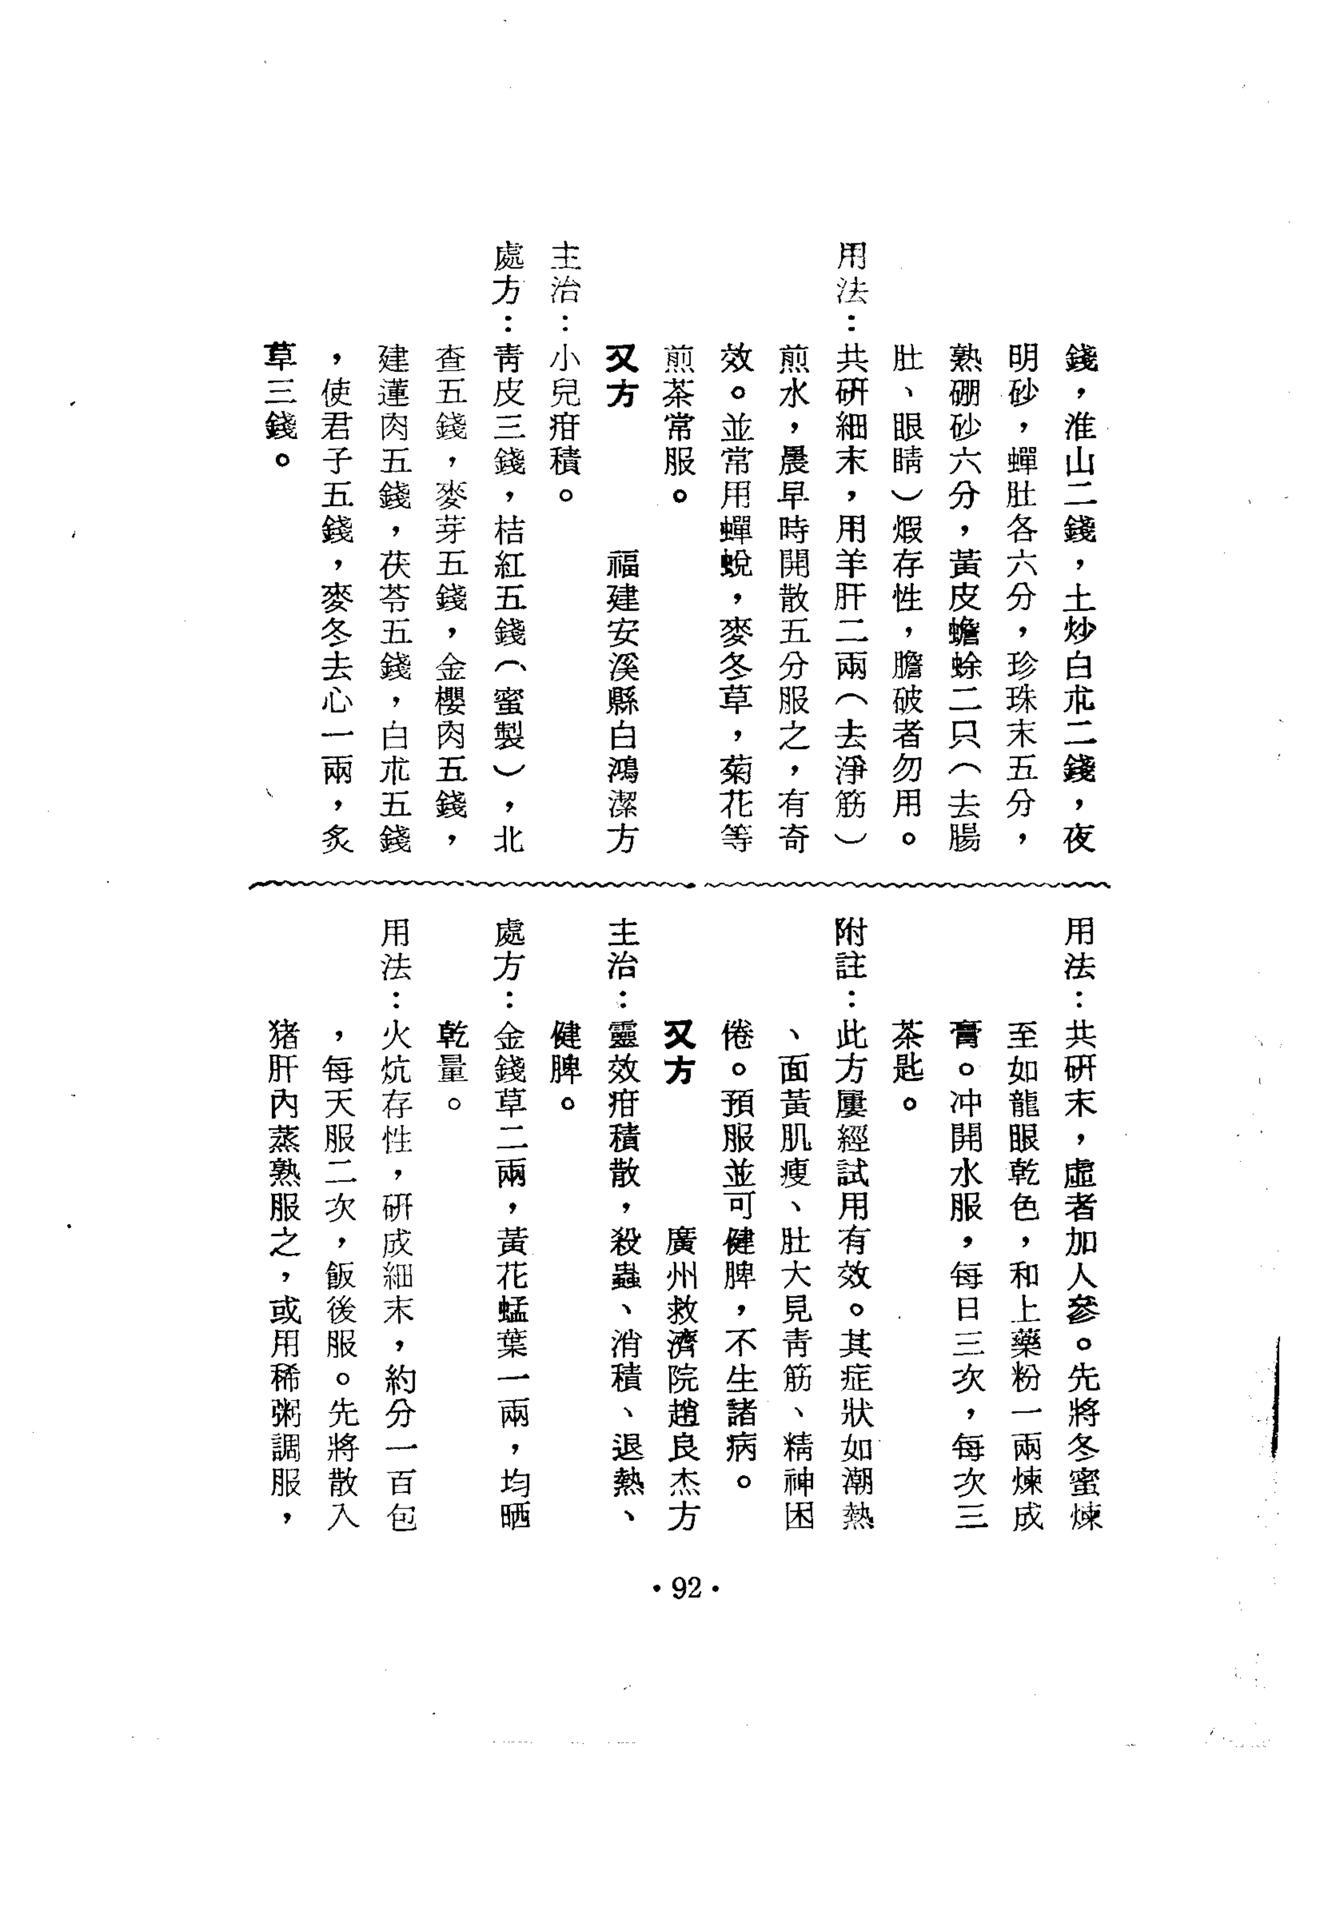 錢，淮山二錢，土炒白朮二錢，夜
明砂，蟬肚各六分，珍珠末五分，
熟硼砂六分，黃皮蟾蜍二只（去腸
肚、眼睛）煆存性，膽破者勿用。
用法：共研細末，用羊肝二兩（去淨筋）
煎水，晨早時開散五分服之，有奇
效。並常用蟬蛻，麥冬草，菊花等
煎茶常服。
又方　　　　福建安溪縣白鴻潔方
主治：小兒疳積。
處方：靑皮三錢，桔紅五錢（蜜製），北
查五錢，麥芽五錢，金櫻肉五錢，
建蓮肉五錢，茯苓五錢，白朮五錢
，使君子五錢，麥冬去心一兩，炙
草三錢。
用法：共研末，虛者加人參。先將冬蜜煉
至如龍眼乾色，和上藥粉一兩煉成
膏。冲開水服，每日三次，每次三
茶匙。
附註：此方屢經試用有效。其症狀如潮熱
、面黃肌瘦、肚大見靑筋、精神困
倦。預服並可健脾，不生諸病。
又方　　　　廣州救濟院趙良杰方
主治：靈效疳積散，殺蟲、消積、退熱、
健脾。
處方：金錢草二兩，黃花蜢葉一兩，均晒
乾量。
用法：火炕存性，研成細末，約分一百包
，每天服二次，飯後服。先將散入
猪肝內蒸熟服之，或用稀粥調服，
·92·